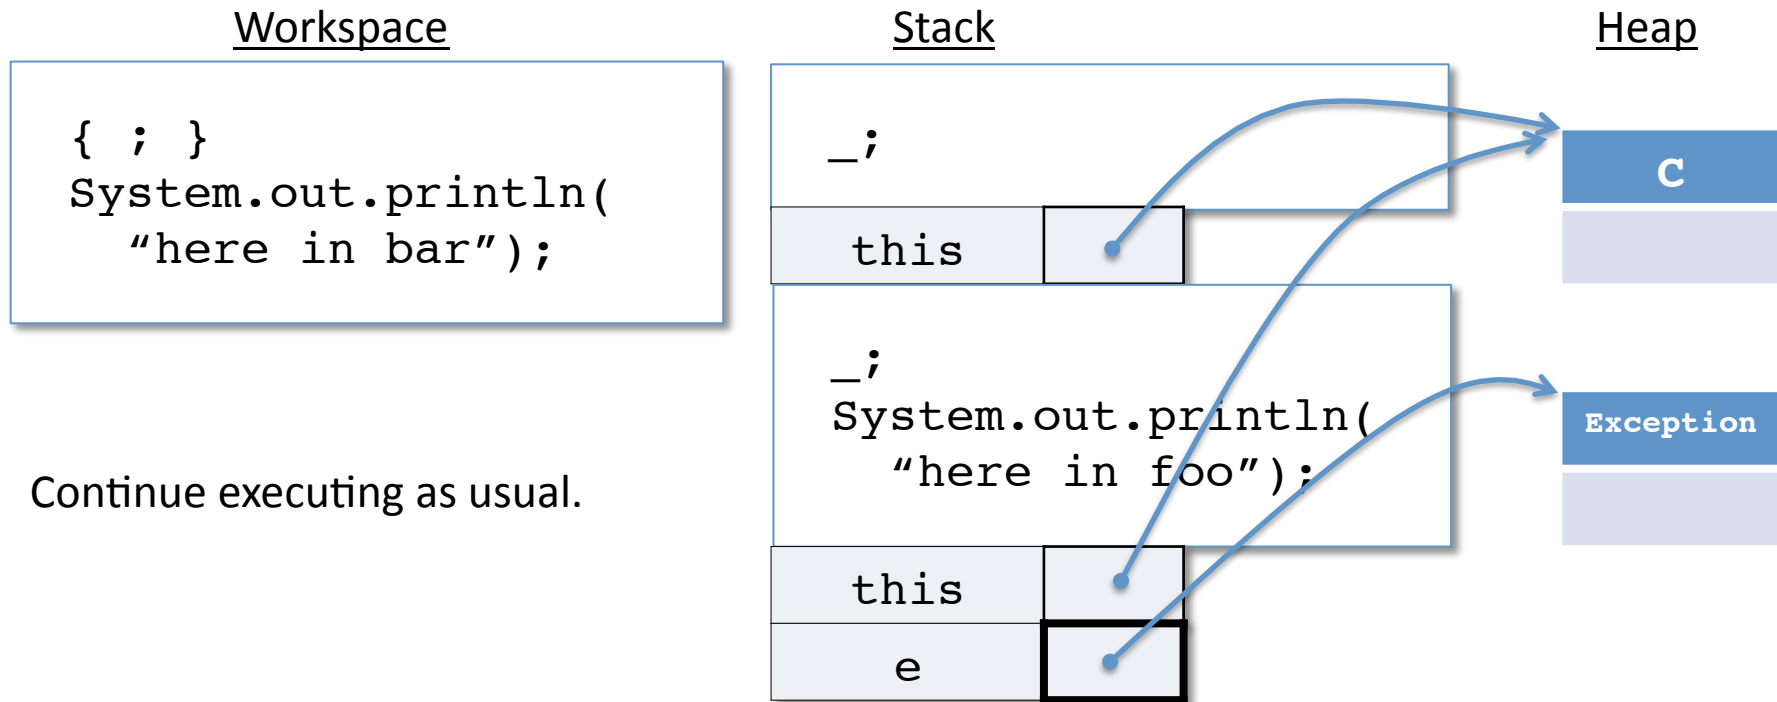 Workspace
{ ; }
System.out.println(
“here in bar”);
Continue executing as usual.
Stack
_;
this
_;
System.out.println(
“here in foo”);
this
e
Heap
C
Exception